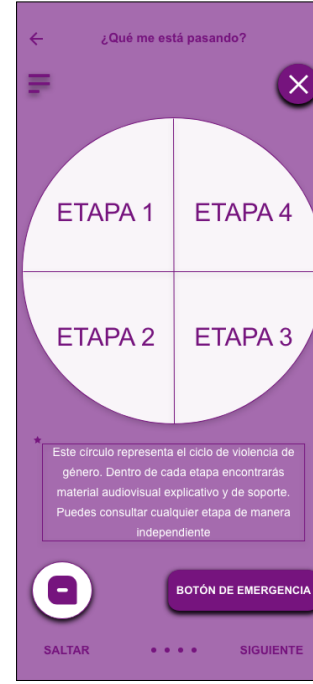 ¿Qué me está pasando?
ETAPA 1
ETAPA 4
ETAPA 2
ETAPA 3
*
Este circulo representa el ciclo de violencia de
género. Dentro de cada etapa encontrarás
material audiovisual explicativo y de soporte.
Puedes consultar cualquier etapa de manera
independiente
BOTÓN DE EMERGENCIA
SALTAR
SIGUIENTE